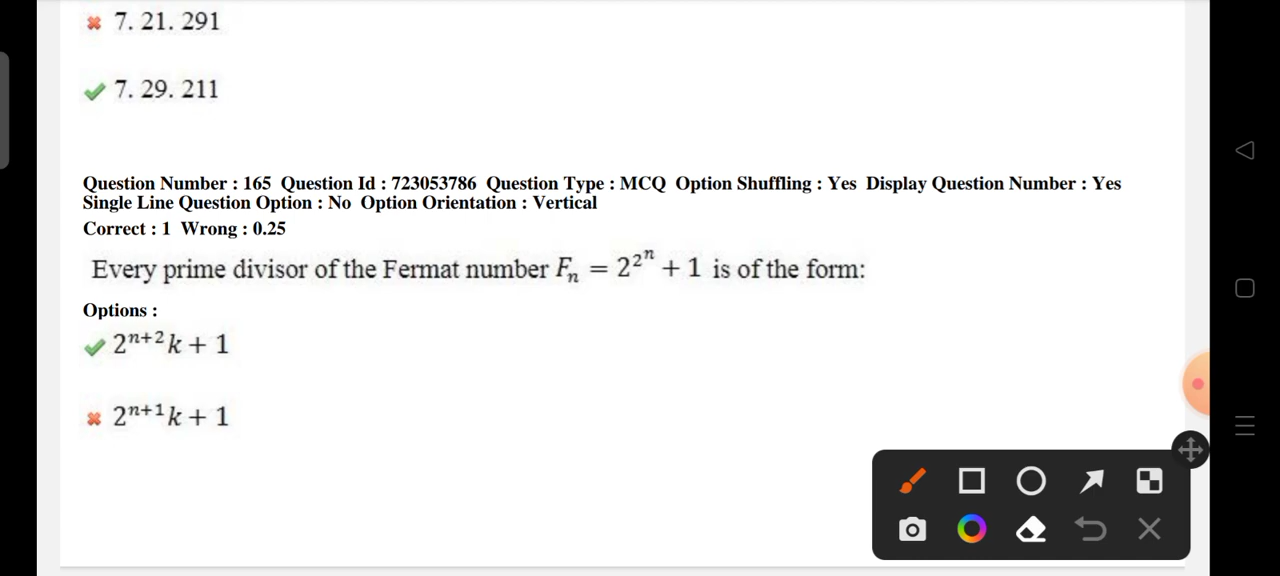 7. 21. 291
7. 29. 211
Question Number : 165 Question Id : 723053786 Question Type : MCQ Option Shuffling : Yes Display Question Number : Yes
Single Line Question Option : No Option Orientation : Vertical
Correct : 1 Wrong : 0.25
Every prime divisor of the Fermat number $F_n = 2^{2^n} + 1$ is of the form:
Options :
$2^{n+2}k + 1$
$2^{n+1}k + 1$